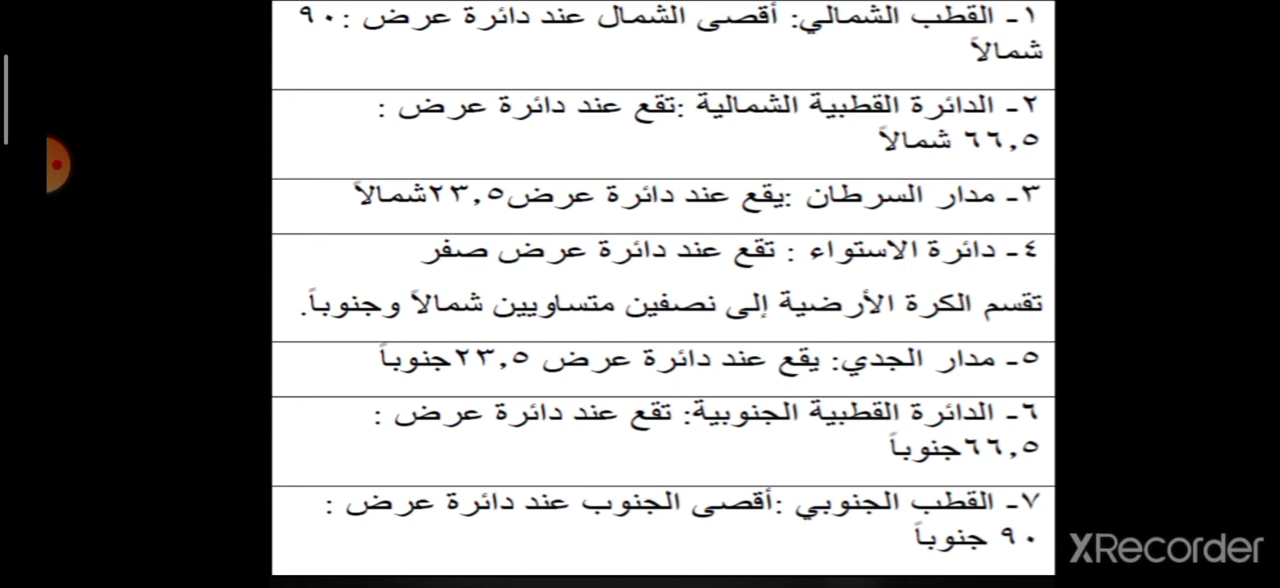 ١- القطب الشمالي: أقصى الشمال عند دائرة عرض :٩٠
شمالاً
٢- الدائرة القطبية الشمالية :تقع عند دائرة عرض :
٦٦,٥ شمالاً
٣- مدار السرطان :يقع عند دائرة عرض٢٣,٥شمالاً
٤- دائرة الاستواء : تقع عند دائرة عرض صفر
تقسم الكرة الأرضية إلى نصفين متساويين شمالاً وجنوباً.
٥- مدار الجدي: يقع عند دائرة عرض ٢٣,٥جنوباً
٦- الدائرة القطبية الجنوبية: تقع عند دائرة عرض :
٦٦,٥جنوباً
٧- القطب الجنوبي :أقصى الجنوب عند دائرة عرض :
٩٠ جنوباً
XRecorder